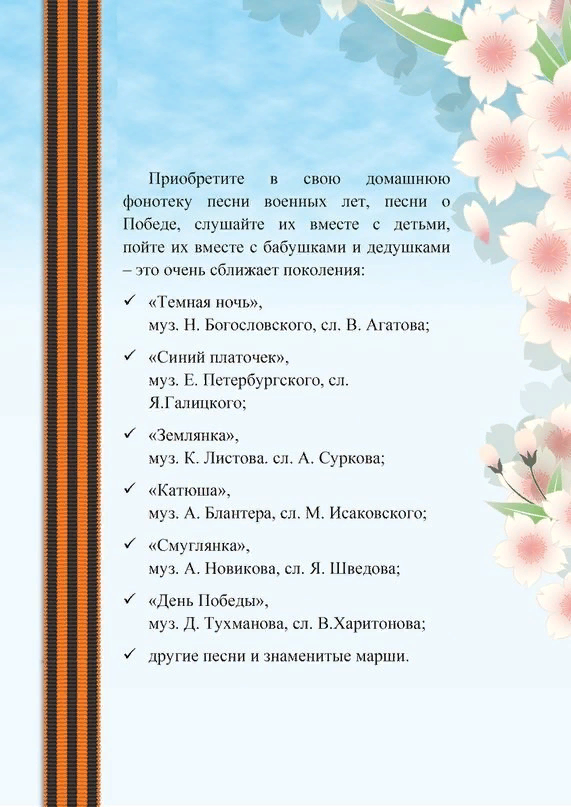 Приобретите в свою домашнюю
фонотеку песни военных лет, песни о
Победе, слушайте их вместе с детьми,
пойте их вместе с бабушками и дедушками
– это очень сближает поколения:
✓ «Темная ночь»,
муз. Н. Богословского, сл. В. Агатова;
✓ «Синий платочек»,
муз. Е. Петербургского, сл.
Я.Галицкого;
✓ «Землянка»,
муз. К. Листова. сл. А. Суркова;
✓ «Катюша»,
муз. А. Блантера, сл. М. Исаковского;
✓ «Смуглянка»,
муз. А. Новикова, сл. Я. Шведова;
✓ «День Победы»,
муз. Д. Тухманова, сл. В.Харитонова;
✓ другие песни и знаменитые марши.